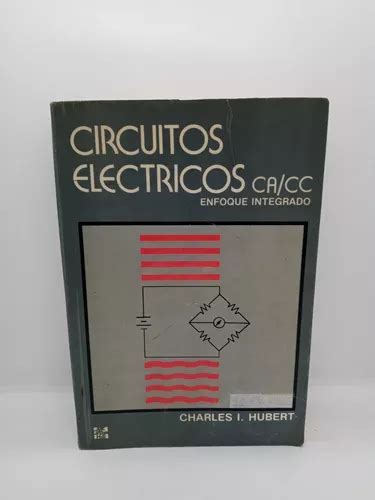 CIRCUITOS
ELECTRICOS CA/CC
ENFOQUE INTEGRADO
CHARLES I. HUBERT